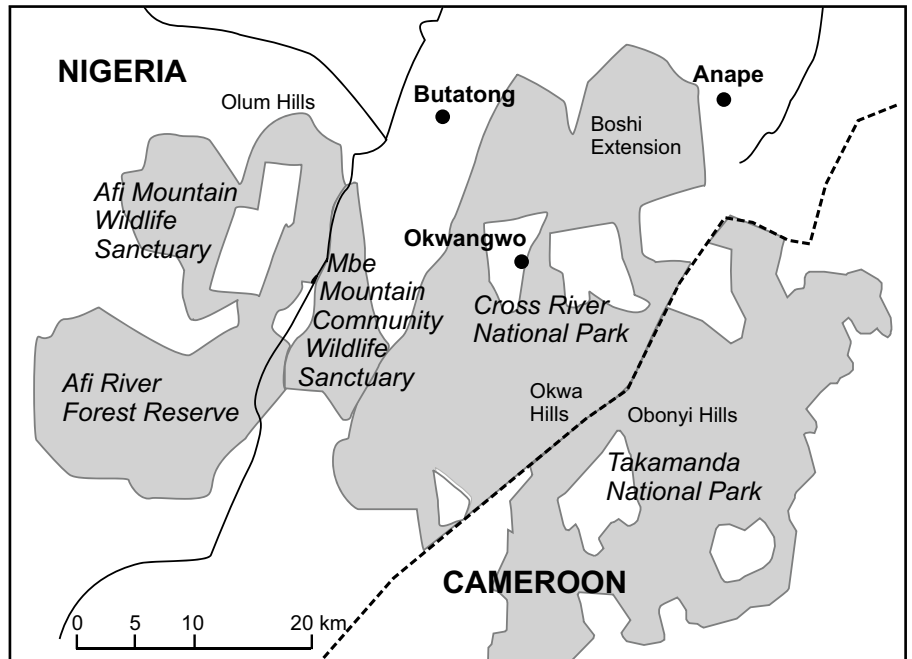 NIGERIA
Olum Hills
Butatong
Anape
Boshi
Extension
Afi Mountain
Wildlife
Sanctuary
Okwangwo
Mbe
Mountain
Community
Wildlife
Sanctuary
Cross River
National Park
Afi River
Forest Reserve
Okwa
Hills
Obonyi Hills
Takamanda
National Park
CAMEROON
0 5 10 20 km